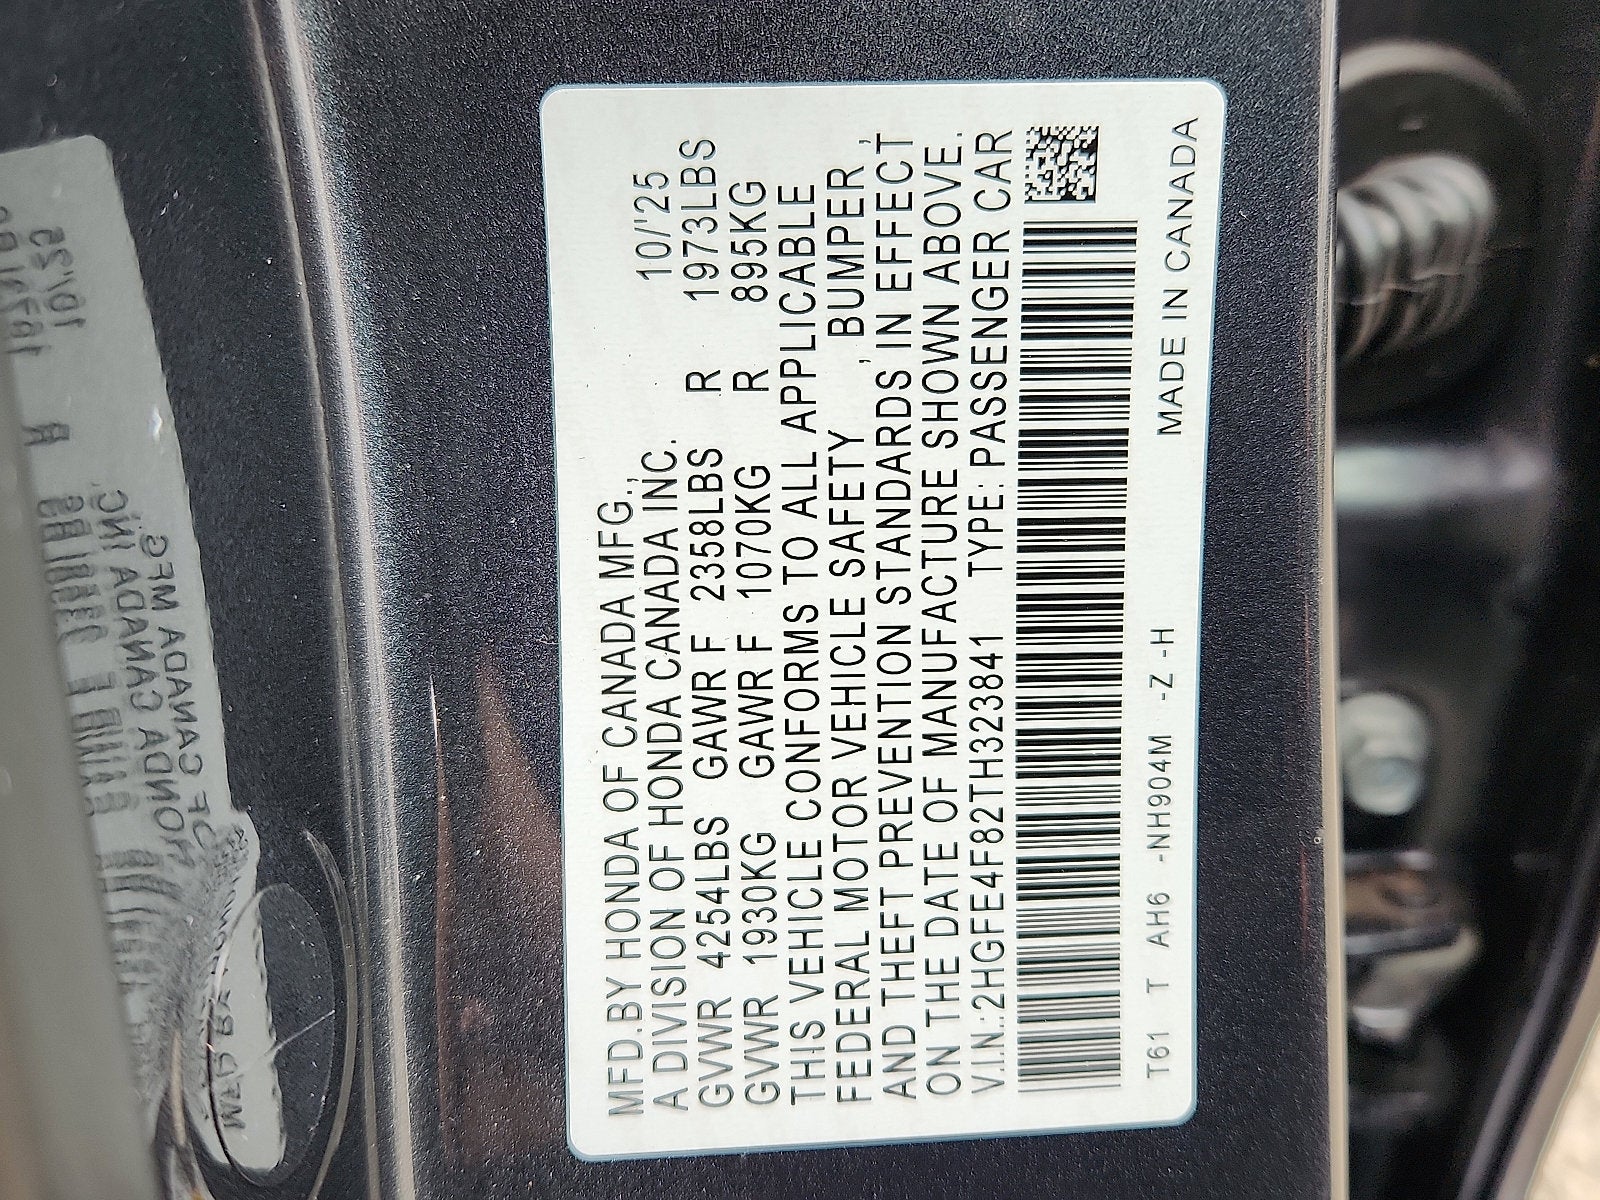 MFD.BY HONDA OF CANADA MFG.,
A DIVISION OF HONDA CANADA INC. 10/'25
GVWR 4254LBS GAWR F 2358LBS R 1973LBS
GVWR 1930KG GAWR F 1070KG R 895KG
THIS VEHICLE CONFORMS TO ALL APPLICABLE
FEDERAL MOTOR VEHICLE SAFETY , BUMPER ,
AND THEFT PREVENTION STANDARDS IN EFFECT
ON THE DATE OF MANUFACTURE SHOWN ABOVE.
V.I.N.:2HGFE4F82TH323841 TYPE: PASSENGER CAR
T61 T AH6 -NH904M -Z -H MADE IN CANADA